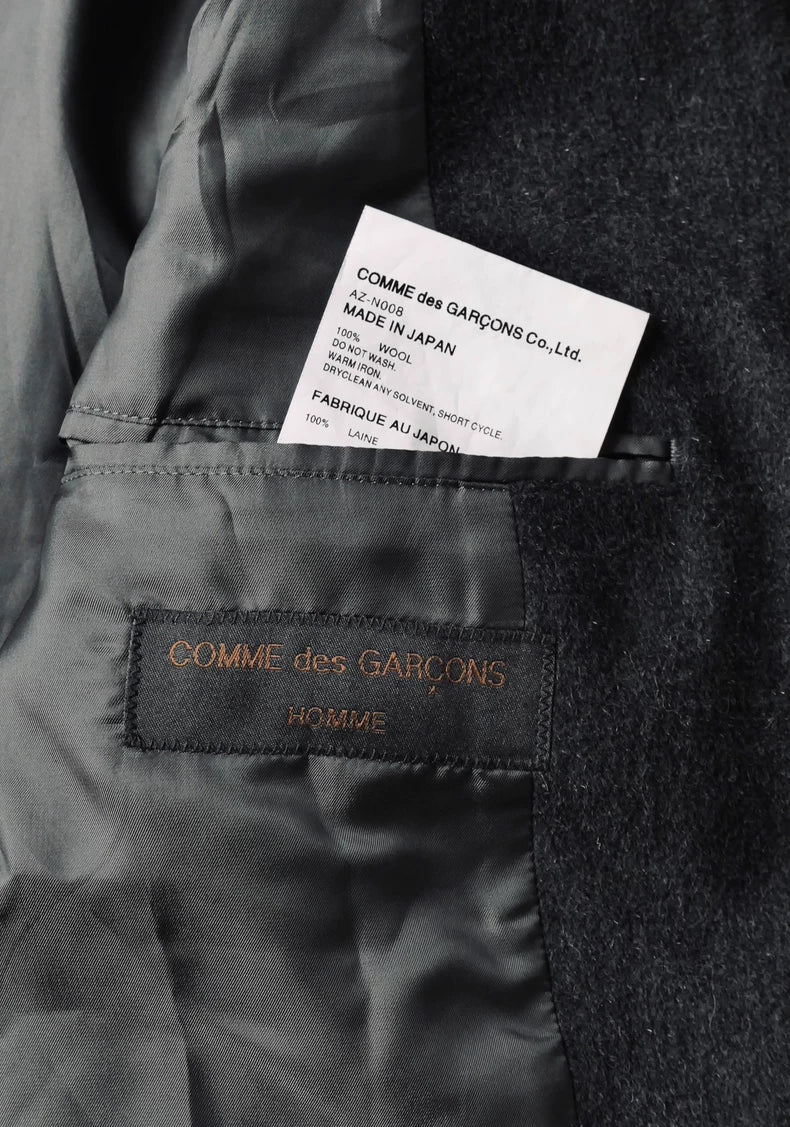 COMME des GARÇONS Co.,Ltd.
AZ-N008
MADE IN JAPAN
100% WOOL
DO NOT WASH.
WARM IRON.
DRYCLEAN ANY SOLVENT, SHORT CYCLE.
FABRIQUE AU JAPON
100% LAINE
COMME des GARÇONS
HOMME